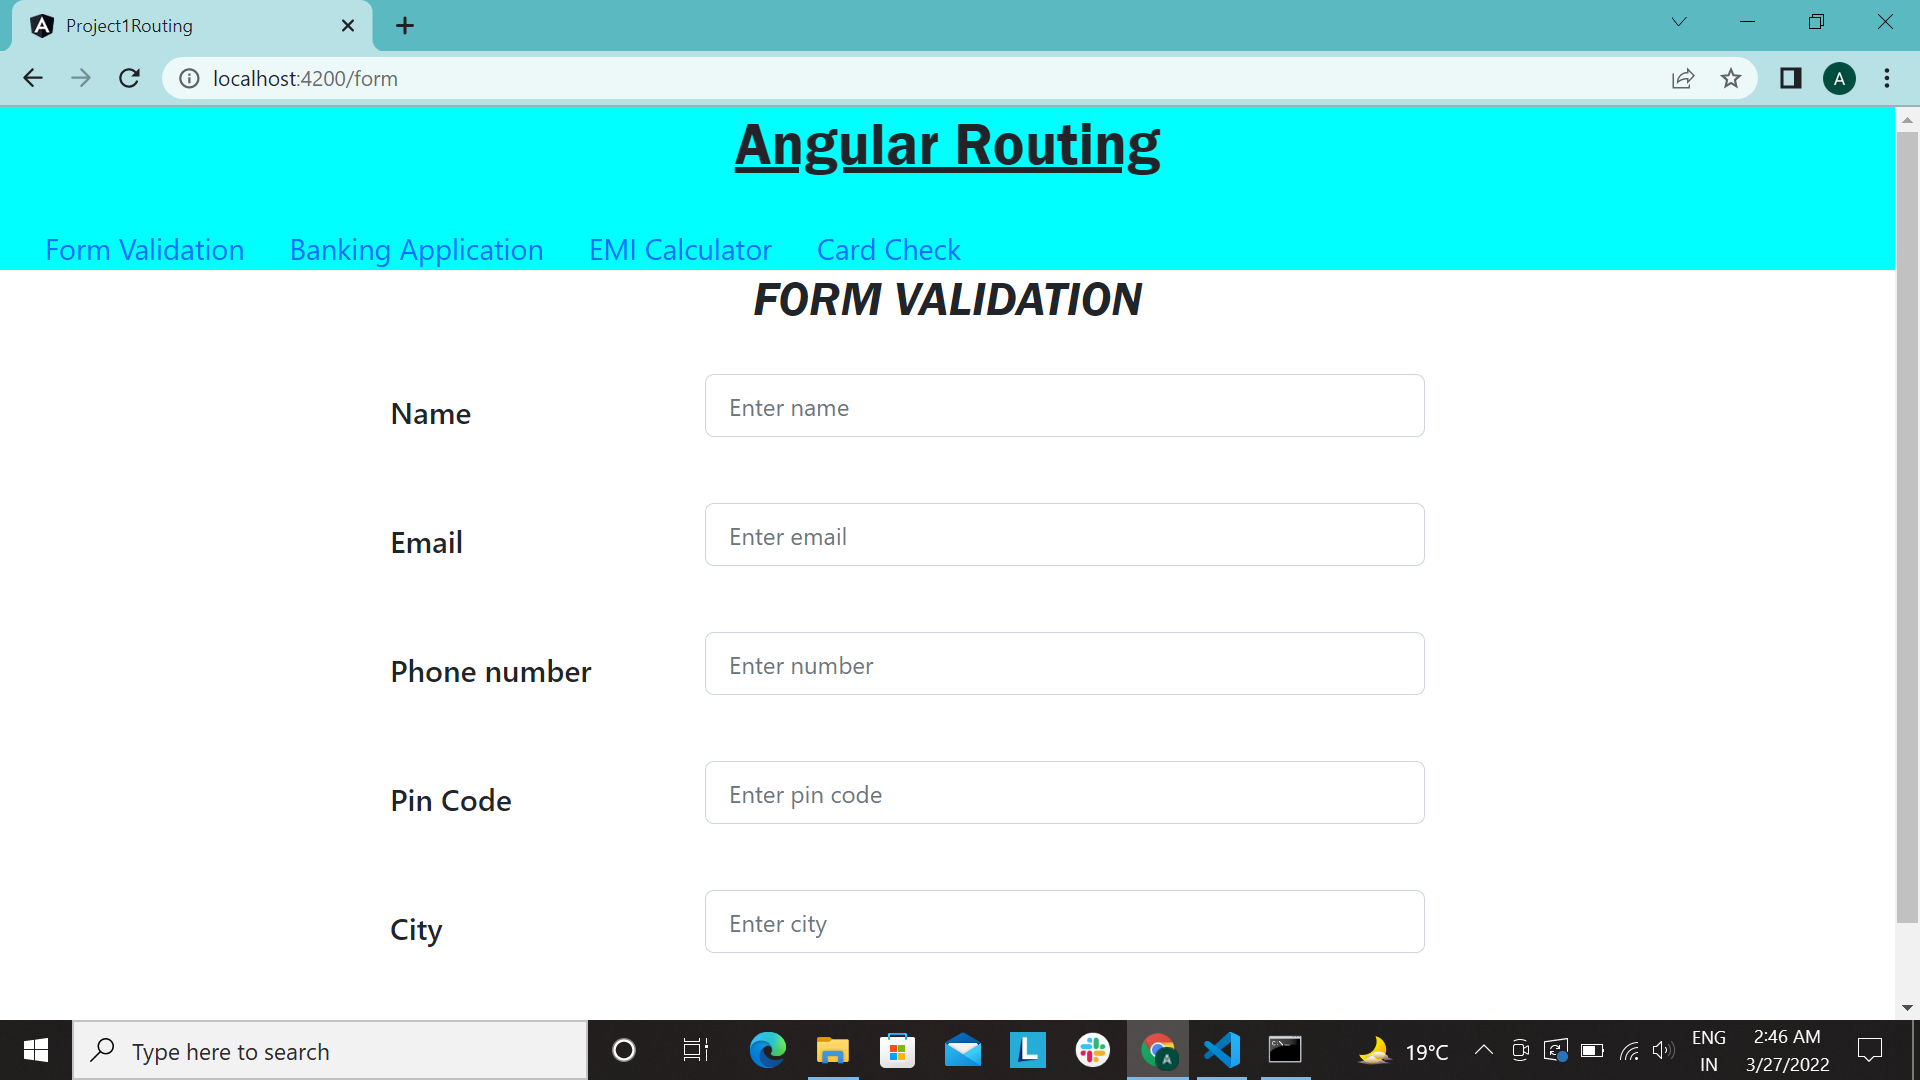 Project1Routing
localhost:4200/form
A
Angular Routing
Form Validation Banking Application EMI Calculator Card Check
FORM VALIDATION
Name Enter name
Email Enter email
Phone number Enter number
Pin Code Enter pin code
City Enter city
Type here to search
L
A
19°C
ENG
IN
2:46 AM
3/27/2022